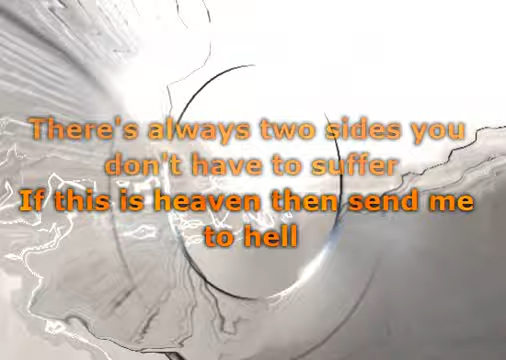 There's always two sides you
don't have to suffer
If this is heaven then send me
to hell